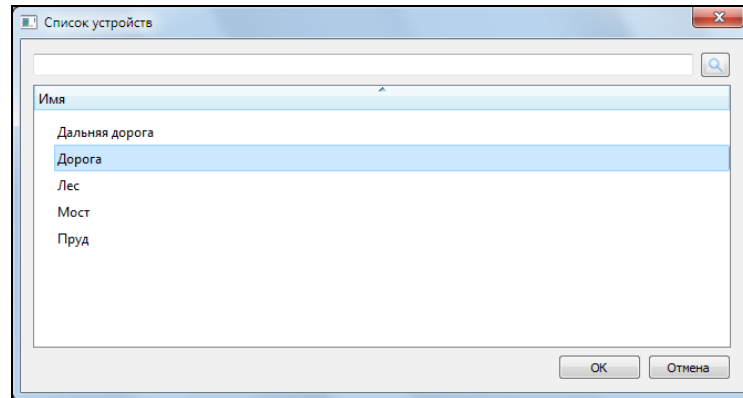 Список устройств
Имя
Дальняя дорога
Дорога
Лес
Мост
Пруд
OK
Отмена